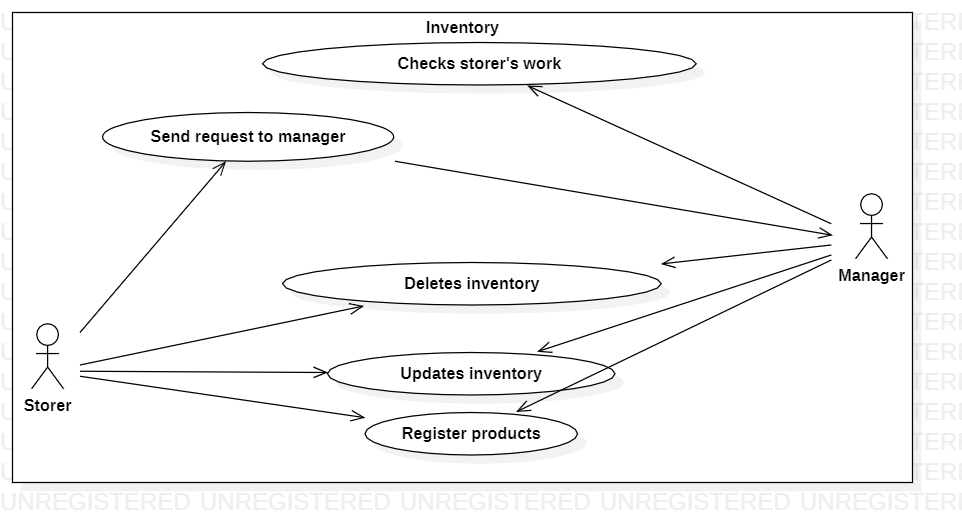 Inventory
Checks storer's work
Send request to manager
Manager
Deletes inventory
Updates inventory
Storer
Register products
UNREGISTERED UNREGISTERED UNREGISTERED UNREGISTERED UNREGISTERI